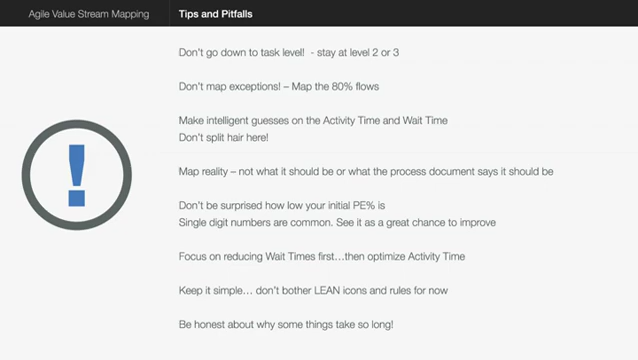 Agile Value Stream Mapping
Tips and Pitfalls
Don't go down to task level! - stay at level 2 or 3
Don't map exceptions! – Map the 80% flows
Make intelligent guesses on the Activity Time and Wait Time
Don't split hair here!
Map reality – not what it should be or what the process document says it should be
Don't be surprised how low your initial PE% is
Single digit numbers are common. See it as a great chance to improve
Focus on reducing Wait Times first…then optimize Activity Time
Keep it simple… don't bother LEAN icons and rules for now
Be honest about why some things take so long!